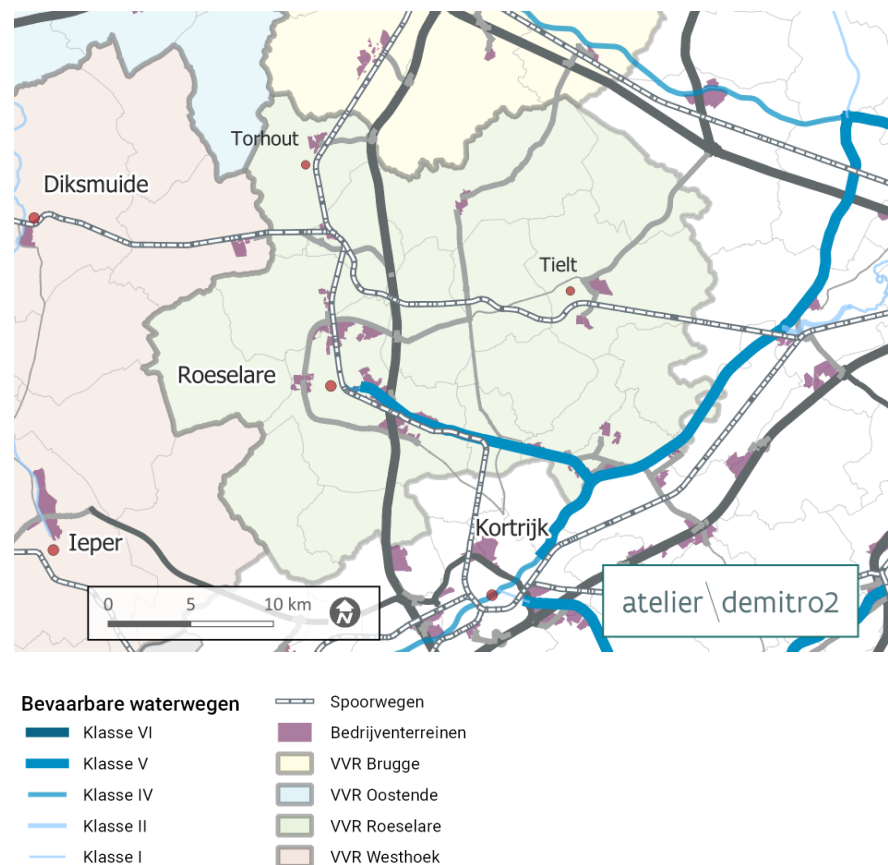 Torhout
Diksmuide
Tielt
Roeselare
Kortrijk
Ieper
0 5 10 km
N
atelier\demitro2
Bevaarbare waterwegen
Klasse VI
Klasse V
Klasse IV
Klasse II
Klasse I
Spoorwegen
Bedrijventerreinen
VVR Brugge
VVR Oostende
VVR Roeselare
VVR Westhoek